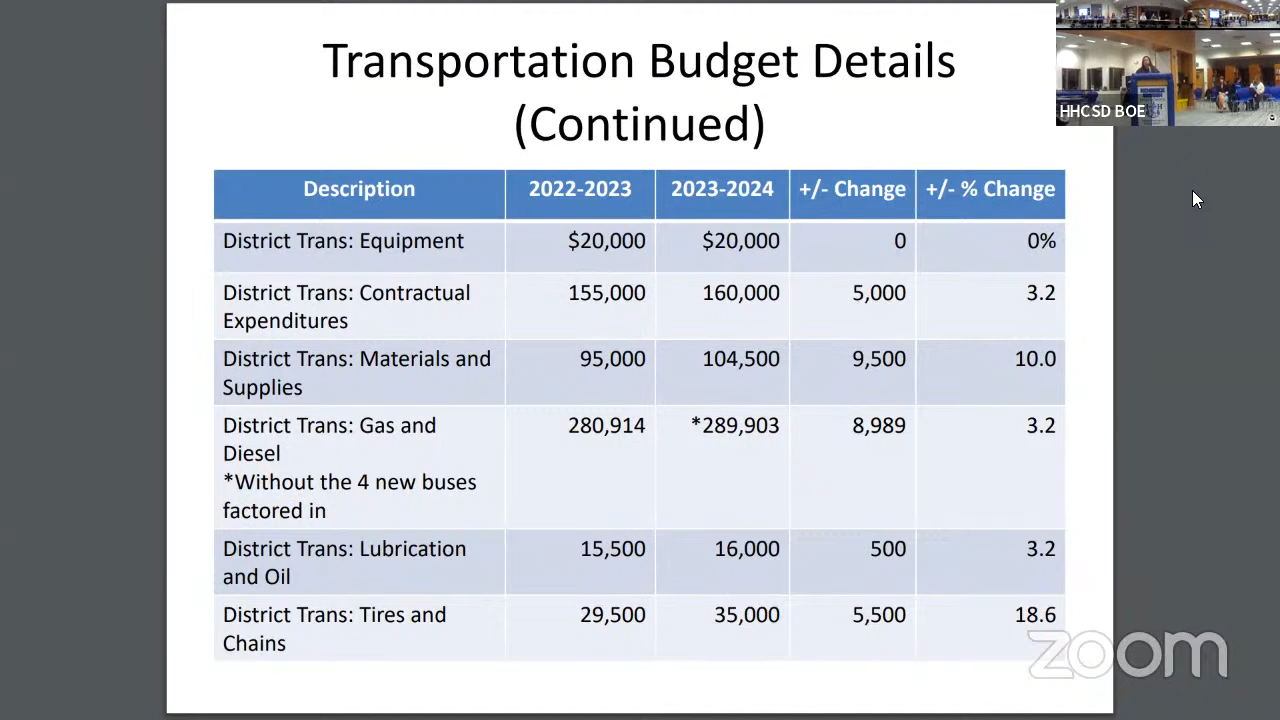 Transportation Budget Details
(Continued)
HHCSD BOE
Description 2022-2023 2023-2024 +/- Change +/- % Change
District Trans: Equipment $20,000 $20,000 0 0%
District Trans: Contractual 155,000 160,000 5,000 3.2
Expenditures
District Trans: Materials and 95,000 104,500 9,500 10.0
Supplies
District Trans: Gas and 280,914 *289,903 8,989 3.2
Diesel
*Without the 4 new buses
factored in
District Trans: Lubrication 15,500 16,000 500 3.2
and Oil
District Trans: Tires and 29,500 35,000 5,500 18.6
Chains
zoom